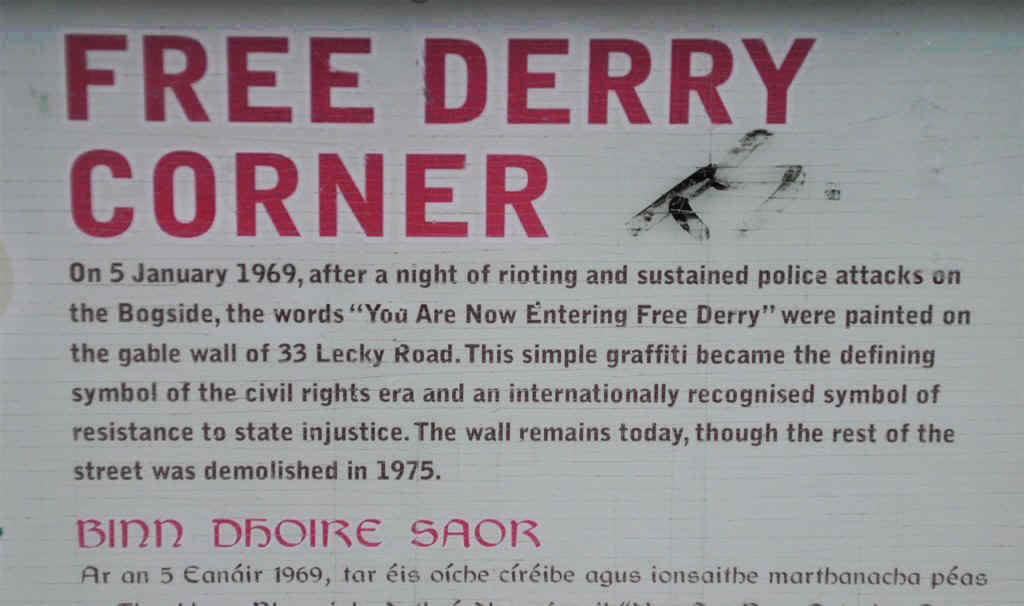 FREE DERRY
CORNER
On 5 January 1969, after a night of rioting and sustained police attacks on
the Bogside, the words “You Are Now Entering Free Derry” were painted on
the gable wall of 33 Lecky Road. This simple graffiti became the defining
symbol of the civil rights era and an internationally recognised symbol of
resistance to state injustice. The wall remains today, though the rest of the
street was demolished in 1975.
BINN DHOIRE SAOR
Ar an 5 Eanáir 1969, tar éis oíche círéibe agus ionsaithe marthanacha péas